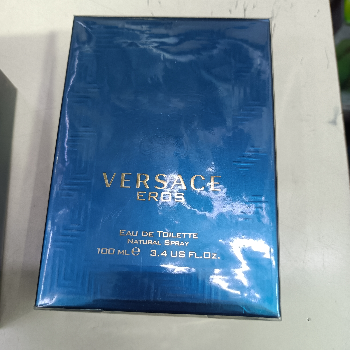 VERSACE
EROS
EAU DE TOILETTE
NATURAL SPRAY
100 ML ℮ 3.4 US FL.OZ.